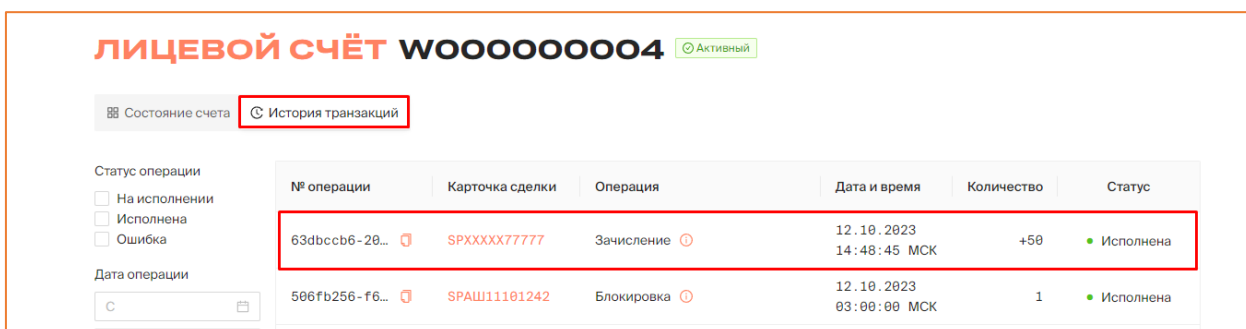 ЛИЦЕВОЙ СЧЁТ W000000004 Активный
Состояние счета История транзакций
Статус операции
На исполнении
Исполнена
Ошибка
Дата операции
С
№ операции Карточка сделки Операция Дата и время Количество Статус
63dbccb6-20… SPXXXXX77777 Зачисление 12.10.2023 14:48:45 МСК +50 Исполнена
506fb256-f6… SPАШ11101242 Блокировка 12.10.2023 03:00:00 МСК 1 Исполнена